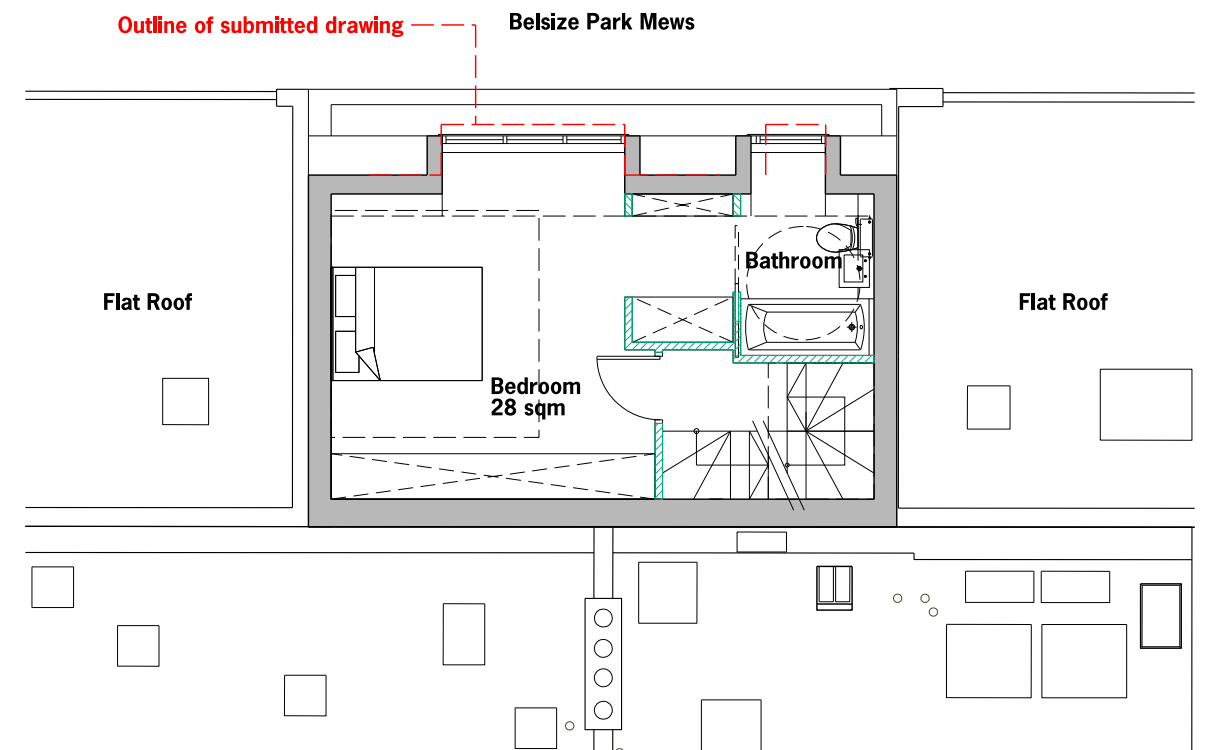 Outline of submitted drawing
Belsize Park Mews
Flat Roof
Bathroom
Flat Roof
Bedroom
28 sqm